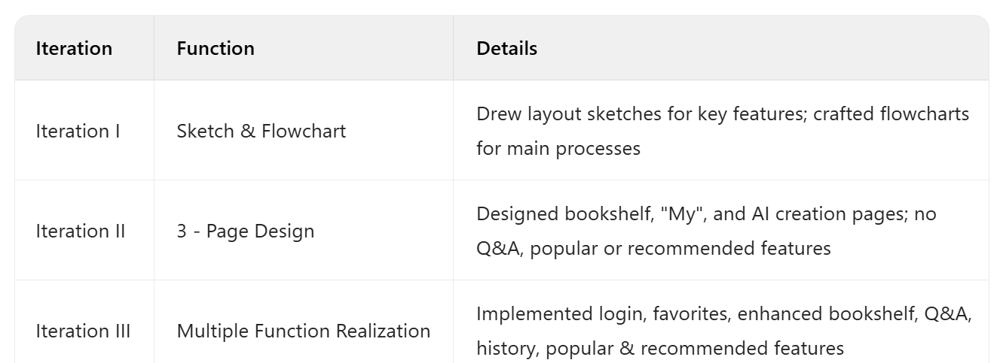 Iteration Function Details
Iteration I Sketch & Flowchart Drew layout sketches for key features; crafted flowcharts
for main processes
Iteration II 3 - Page Design Designed bookshelf, "My", and AI creation pages; no
Q&A, popular or recommended features
Iteration III Multiple Function Realization Implemented login, favorites, enhanced bookshelf, Q&A,
history, popular & recommended features